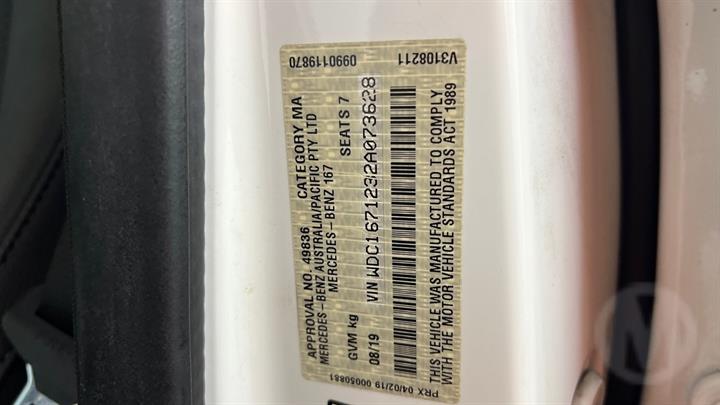 0990119870 V3108211
APPROVAL NO. 49836 CATEGORY MA
MERCEDES-BENZ AUSTRALIA/PACIFIC PTY LTD
MERCEDES-BENZ 167
GVM kg SEATS 7
08/19 VIN WDC1671232A073628
THIS VEHICLE WAS MANUFACTURED TO COMPLY
WITH THE MOTOR VEHICLE STANDARDS ACT 1989
PRX 04/02/19 00050881
M